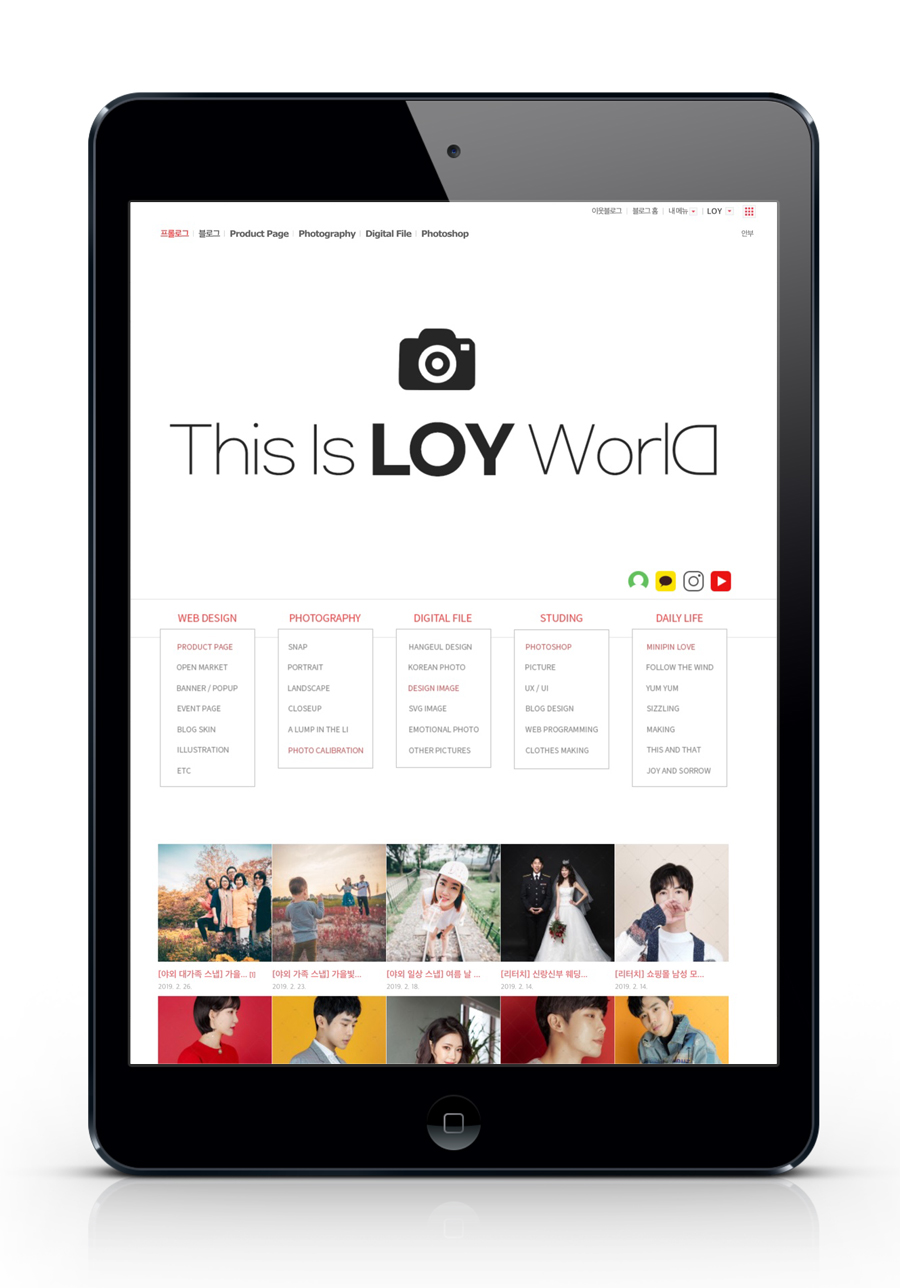 이웃블로그 | 블로그 홈 | 내 메뉴 | LOY
프롤로그 | 블로그 | Product Page | Photography | Digital File | Photoshop
안부
This Is LOY WorlD
WEB DESIGN
PRODUCT PAGE
OPEN MARKET
BANNER / POPUP
EVENT PAGE
BLOG SKIN
ILLUSTRATION
ETC
PHOTOGRAPHY
SNAP
PORTRAIT
LANDSCAPE
CLOSEUP
A LUMP IN THE LI
PHOTO CALIBRATION
DIGITAL FILE
HANGEUL DESIGN
KOREAN PHOTO
DESIGN IMAGE
SVG IMAGE
EMOTIONAL PHOTO
OTHER PICTURES
STUDING
PHOTOSHOP
PICTURE
UX / UI
BLOG DESIGN
WEB PROGRAMMING
CLOTHES MAKING
DAILY LIFE
MINIPIN LOVE
FOLLOW THE WIND
YUM YUM
SIZZLING
MAKING
THIS AND THAT
JOY AND SORROW
[야외 대가족 스냅] 가을... [1]
2019. 2. 26.
[야외 가족 스냅] 가을빛...
2019. 2. 23.
[야외 일상 스냅] 여름 날 ...
2019. 2. 18.
[리터치] 신랑신부 웨딩...
2019. 2. 14.
[리터치] 쇼핑몰 남성 모...
2019. 2. 14.